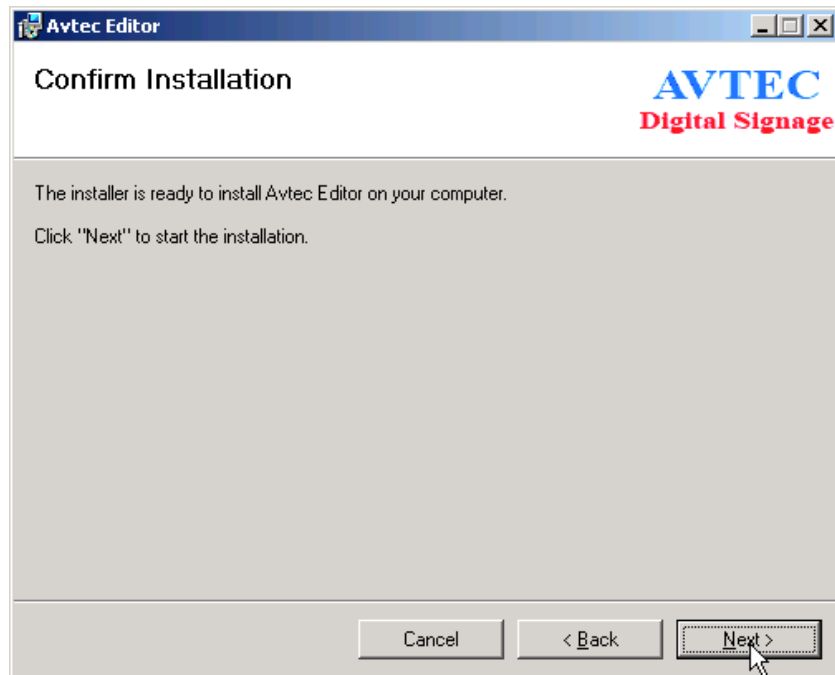 Avtec Editor
Confirm Installation
AVTEC
Digital Signage
The installer is ready to install Avtec Editor on your computer.
Click "Next" to start the installation.
Cancel
< Back
Next >